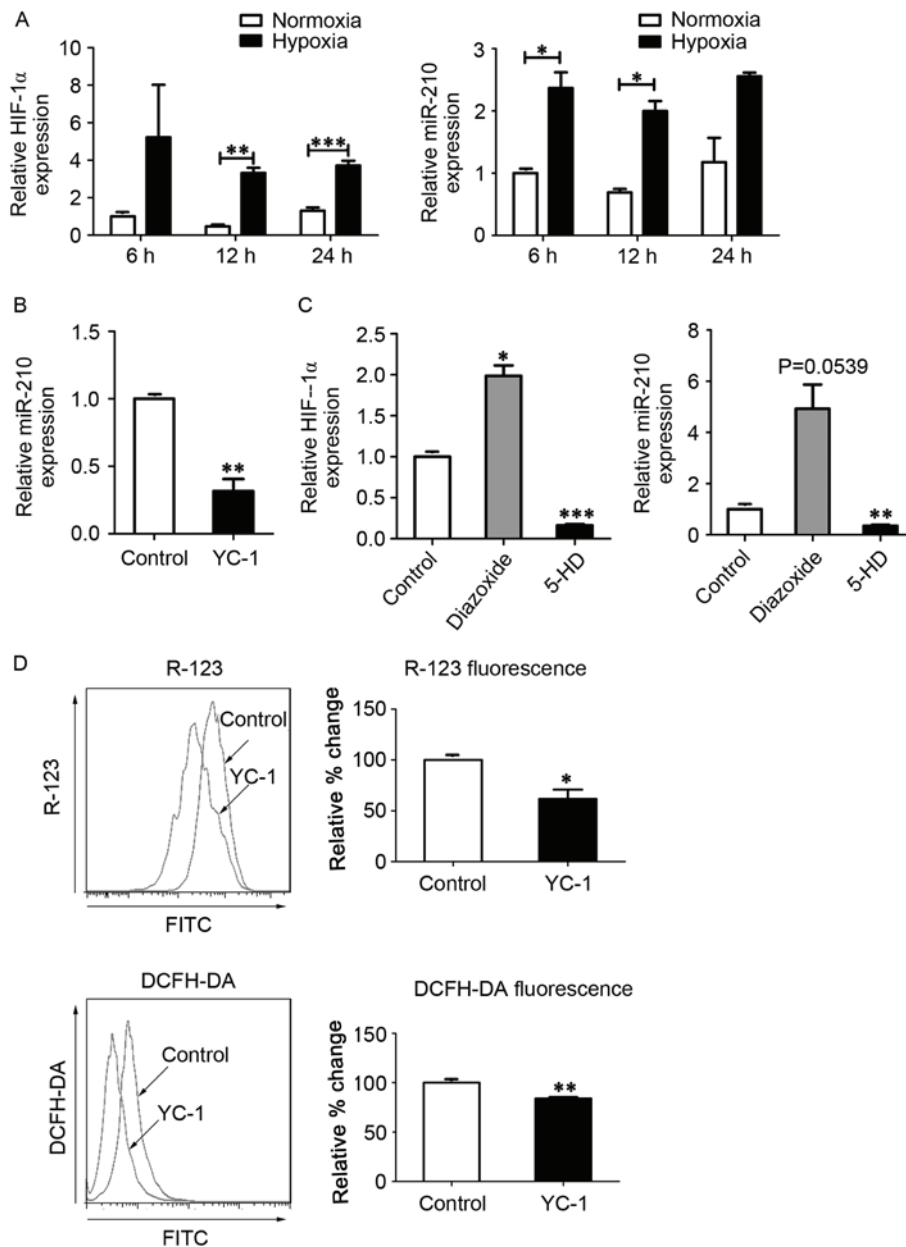 A
Normoxia
Hypoxia
Relative HIF-1α
expression
10
8
6
4
2
0
**
***
6 h
12 h
24 h
Normoxia
Hypoxia
Relative miR-210
expression
3
2
1
0
*
*
6 h
12 h
24 h
B
Relative miR-210
expression
1.5
1.0
0.5
0.0
**
Control
YC-1
C
Relative HIF--1α
expression
2.5
2.0
1.5
1.0
0.5
0.0
*
***
Control
Diazoxide
5-HD
Relative miR-210
expression
8
6
4
2
0
P=0.0539
**
Control
Diazoxide
5-HD
D
R-123
R-123
Control
YC-1
FITC
R-123 fluorescence
Relative % change
150
100
50
0
*
Control
YC-1
DCFH-DA
DCFH-DA
Control
YC-1
FITC
DCFH-DA fluorescence
Relative % change
150
100
50
0
**
Control
YC-1